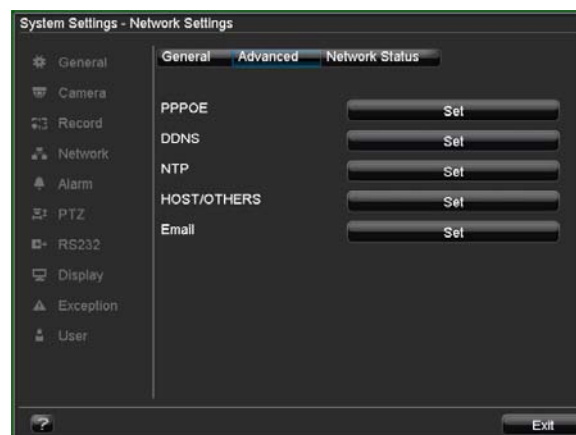 System Settings - Network Settings
General
Camera
Record
Network
Alarm
PTZ
RS232
Display
Exception
User
General Advanced Network Status
PPPOE Set
DDNS Set
NTP Set
HOST/OTHERS Set
Email Set
?
Exit